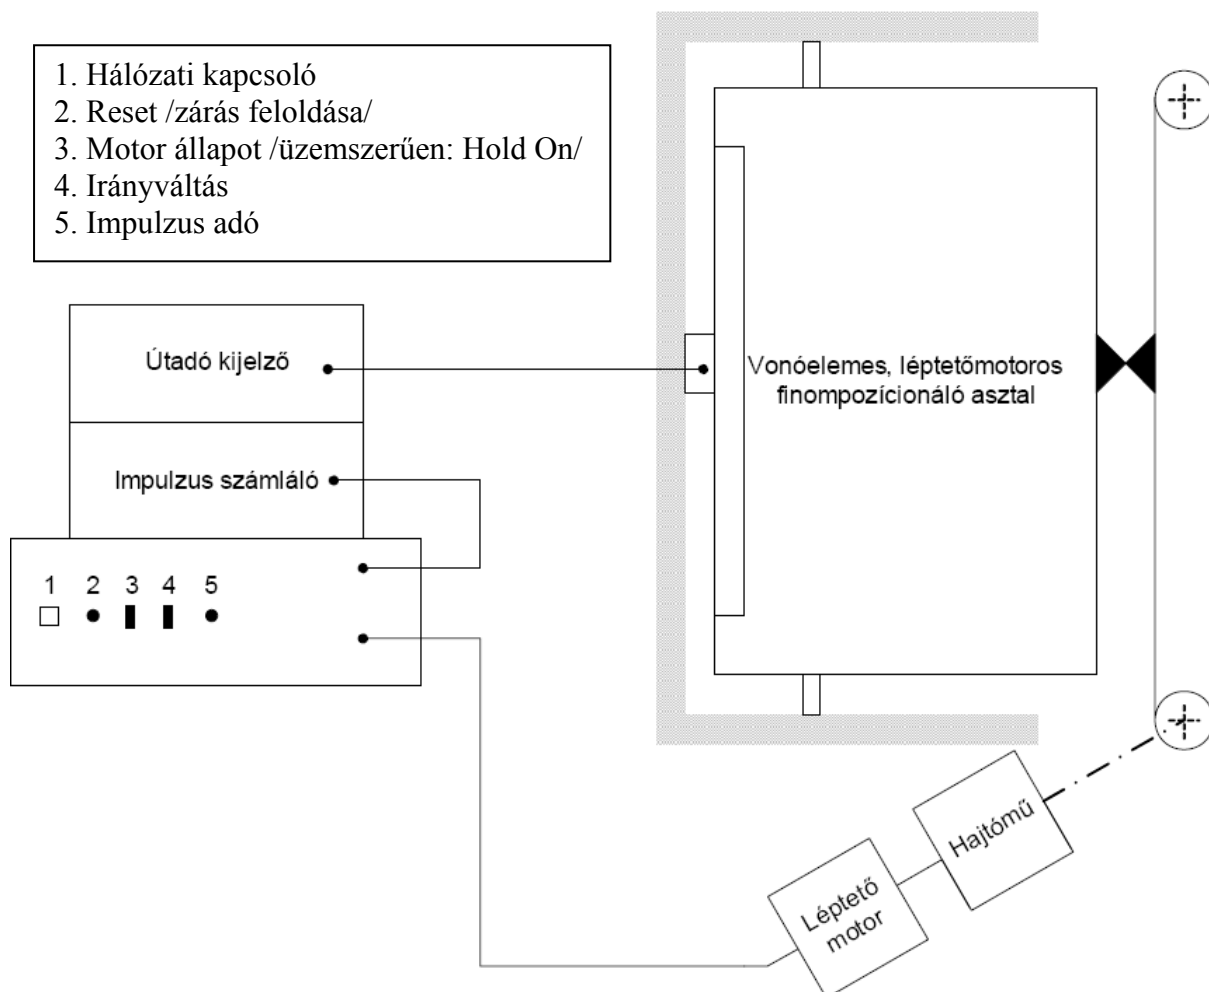 1. Hálózati kapcsoló
2. Reset /zárás feloldása/
3. Motor állapot /üzemszerűen: Hold On/
4. Irányváltás
5. Impulzus adó
Útadó kijelző
Impulzus számláló
1 2 3 4 5
Vonóelemes, léptetőmotoros
finompozícionáló asztal
Hajtómű
Léptető
motor